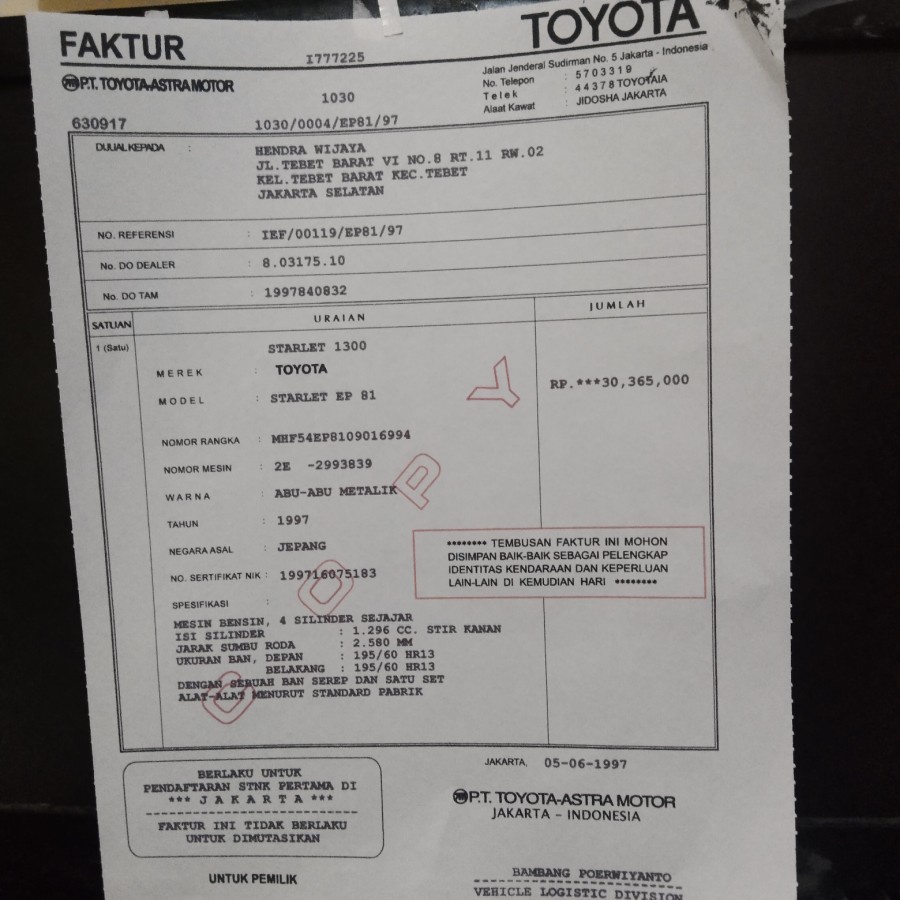 FAKTUR
I777225
TOYOTA
P.T. TOYOTA-ASTRA MOTOR
1030
Jalan Jenderal Sudirman No. 5 Jakarta - Indonesia
No. Telepon : 5703319
Telek : 44378 TOYOTAIA
Alaat Kawat : JIDOSHA JAKARTA
630917
1030/0004/EP81/97
DIJUAL KEPADA : HENDRA WIJAYA
JL.TEBET BARAT VI NO.8 RT.11 RW.02
KEL.TEBET BARAT KEC.TEBET
JAKARTA SELATAN
NO. REFERENSI : IEF/00119/EP81/97
No. DO DEALER : 8.03175.10
No. DO TAM : 1997840832
SATUAN URAIAN JUMLAH
1 (Satu) STARLET 1300
MEREK : TOYOTA
RP.***30,365,000
MODEL : STARLET EP 81
NOMOR RANGKA : MHF54EP8109016994
NOMOR MESIN : 2E -2993839
WARNA : ABU-ABU METALIK
TAHUN : 1997
NEGARA ASAL : JEPANG
NO. SERTIFIKAT NIK : 199716075183
SPESIFIKASI :
MESIN BENSIN, 4 SILINDER SEJAJAR
ISI SILINDER : 1.296 CC. STIR KANAN
JARAK SUMBU RODA : 2.580 MM
UKURAN BAN, DEPAN : 195/60 HR13
BELAKANG : 195/60 HR13
DENGAN SEBUAH BAN SEREP DAN SATU SET
ALAT-ALAT MENURUT STANDARD PABRIK
COPY
******** TEMBUSAN FAKTUR INI MOHON
DISIMPAN BAIK-BAIK SEBAGAI PELENGKAP
IDENTITAS KENDARAAN DAN KEPERLUAN
LAIN-LAIN DI KEMUDIAN HARI ********
BERLAKU UNTUK
PENDAFTARAN STNK PERTAMA DI
*** J A K A R T A ***
FAKTUR INI TIDAK BERLAKU
UNTUK DIMUTASIKAN
UNTUK PEMILIK
JAKARTA, 05-06-1997
P.T. TOYOTA-ASTRA MOTOR
JAKARTA – INDONESIA
BAMBANG POERWIYANTO
VEHICLE LOGISTIC DIVISION